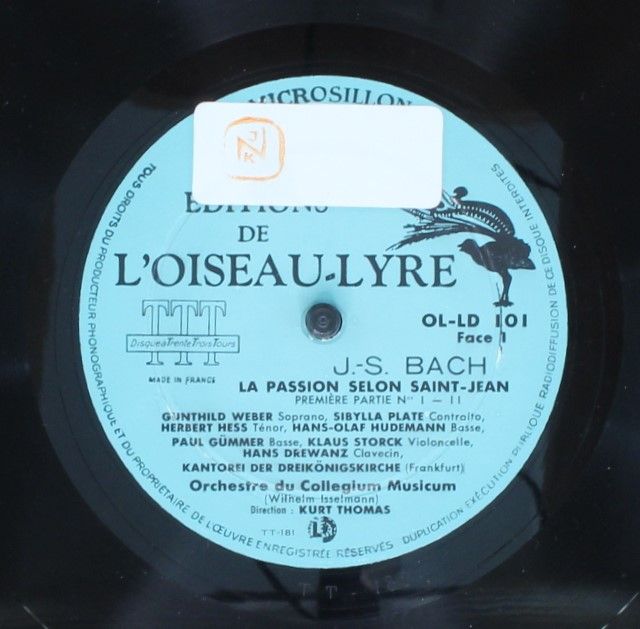 MICROSILLON
NJK
EDITIONS
DE
L'OISEAU-LYRE
TTT
Disques à Trente Trois Tours
MADE IN FRANCE
OL-LD 101
Face 1
J.-S. BACH
LA PASSION SELON SAINT-JEAN
PREMIÈRE PARTIE Nos 1 — 11
GUNTHILD WEBER Soprano, SIBYLLA PLATE Contralto,
HERBERT HESS Ténor, HANS-OLAF HUDEMANN Basse,
PAUL GÜMMER Basse, KLAUS STORCK Violoncelle,
HANS DREWANZ Clavecin,
KANTOREI DER DREIKÖNIGSKIRCHE (Frankfurt)
Orchestre du Collegium Musicum
(Wilhelm Isselmann)
Direction : KURT THOMAS
TT-181
TOUS DROITS DU PRODUCTEUR PHONOGRAPHIQUE ET DU PROPRIÉTAIRE DE L'ŒUVRE ENREGISTRÉE RÉSERVÉS DUPLICATION EXÉCUTION PUBLIQUE RADIODIFFUSION DE CE DISQUE INTERDITES